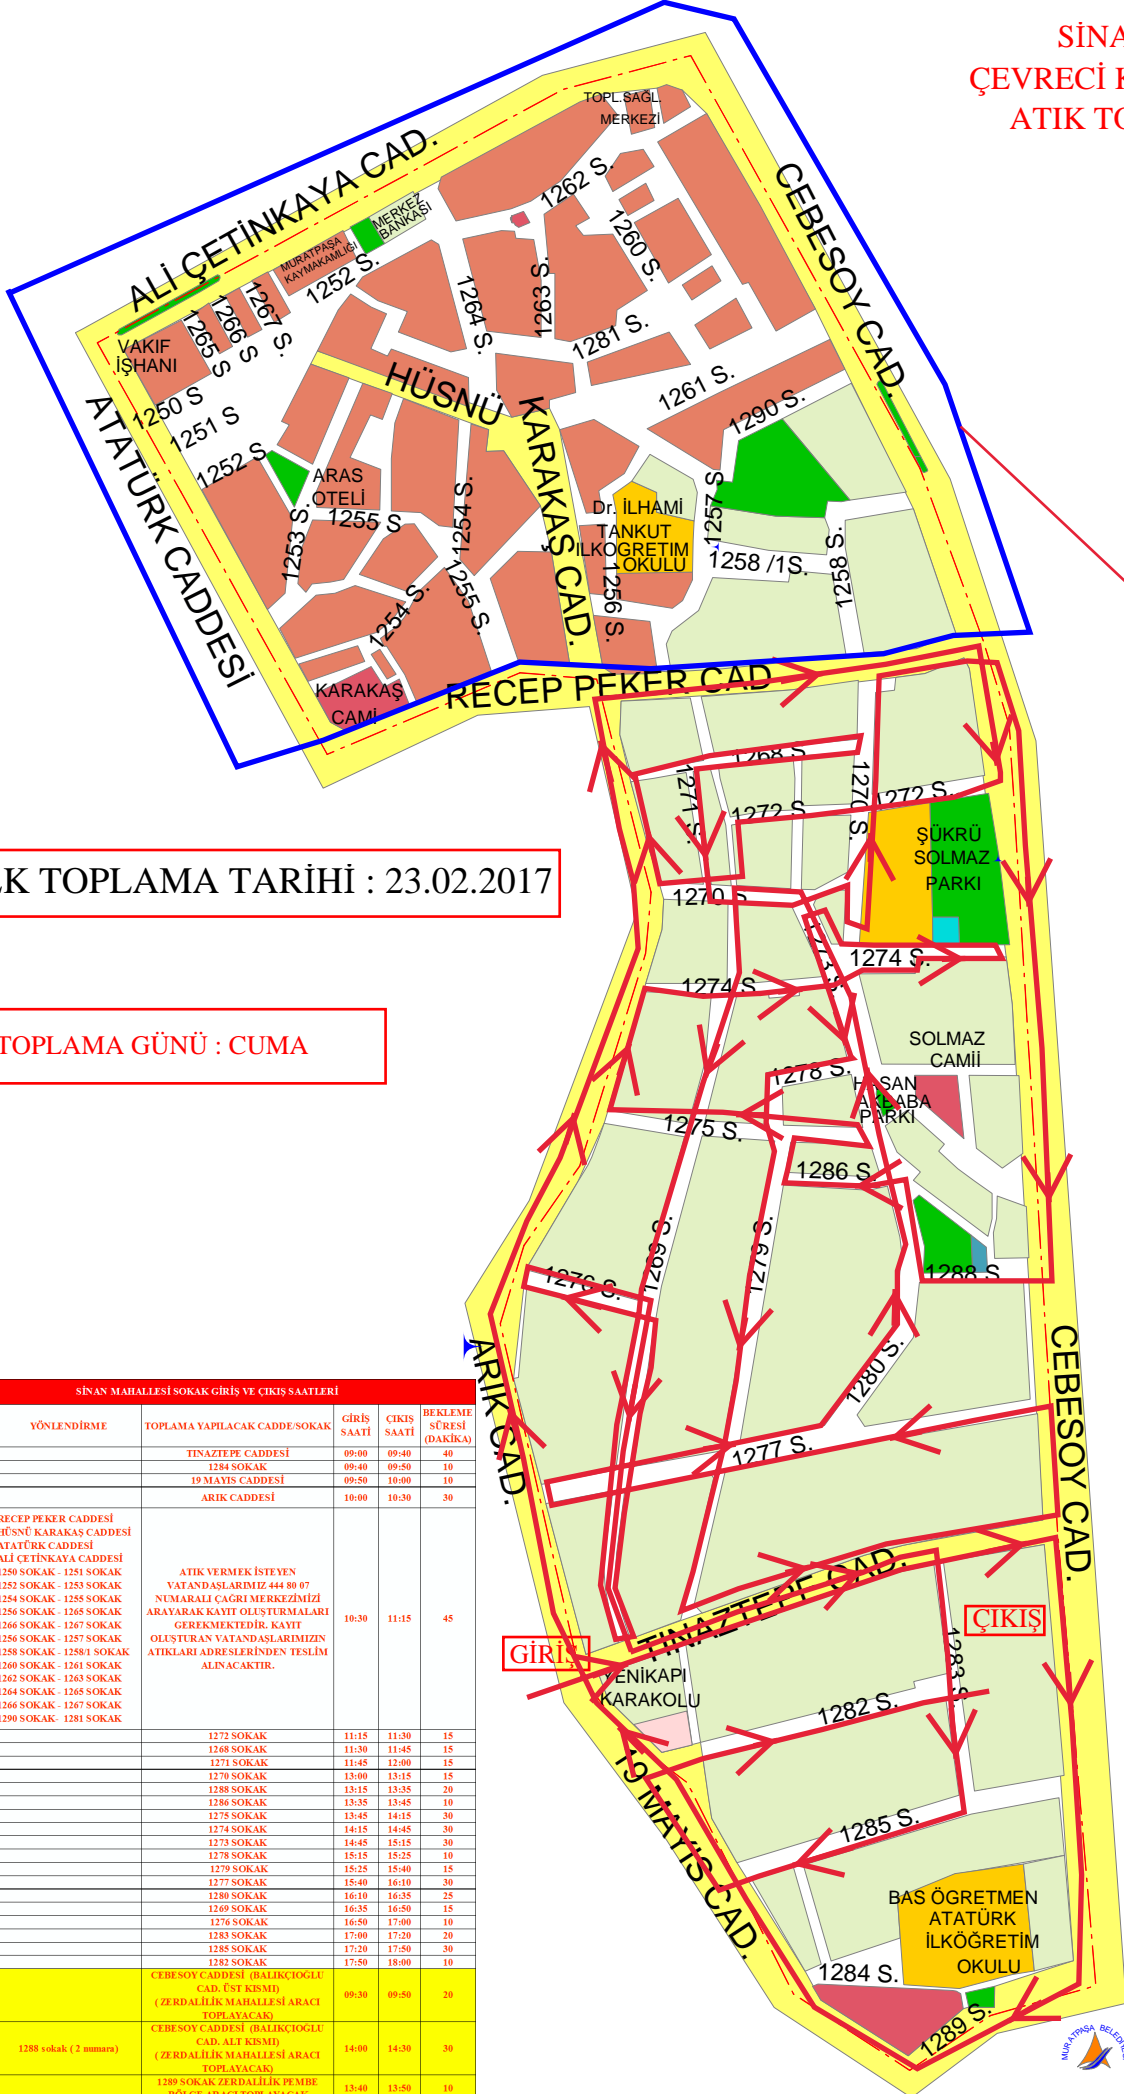 SİNA
ÇEVRECİ K
ATIK TO
ALİ ÇETİNKAYA CAD.
TOPL.SAĞL.
MERKEZİ
CEBESOY CAD.
MERKEZ
BANKASI
MURATPAŞA
KAYMAKAMLIĞI
1262 S.
1260 S.
1252 S.
1264 S.
1263 S.
1267 S.
1266 S
1265 S
1281 S.
VAKIF
İŞHANI
1250 S
1251 S
1252 S
ATATÜRK CADDESİ
HÜSNÜ
KARAKAŞ CAD.
1261 S.
1290 S.
ARAS
OTELİ
1253 S.
1255 S
1254 S.
1255 S.
1254 S.
Dr. İLHAMİ
TANKUT
İLKÖGRETİM
OKULU
1257 S
1258 /1S.
1258 S.
1256 S.
KARAKAŞ
CAMİ
RECEP PEKER CAD
1268 S
1271 S.
1270 S.
1272 S
1272 S.
ŞÜKRÜ
SOLMAZ
PARKI
1270 S
1273 S.
1274 S.
1274 S
K TOPLAMA TARİHİ : 23.02.2017
TOPLAMA GÜNÜ : CUMA
SOLMAZ
CAMİİ
1278 S.
HASAN
AKBABA
PARKI
1275 S.
1286 S.
1269 S.
1279 S.
1276 S.
1288 S
1280 S.
ARIK CAD.
CEBESOY CAD.
1277 S.
TINAZTEPE CAD.
GİRİŞ
ÇIKIŞ
YENİKAPI
KARAKOLU
1283 S.
1282 S.
19 MAYIS CAD.
1285 S.
BAS ÖGRETMEN
ATATÜRK
İLKÖĞRETİM
OKULU
1284 S.
1289 S.
SİNAN MAHALLESİ SOKAK GİRİŞ VE ÇIKIŞ SAATLERİ
YÖNLENDİRME TOPLAMA YAPILACAK CADDE/SOKAK GİRİŞ SAATİ ÇIKIŞ SAATİ BEKLEME SÜRESİ (DAKİKA)
TINAZTEPE CADDESİ 09:00 09:40 40
1284 SOKAK 09:40 09:50 10
19 MAYIS CADDESİ 09:50 10:00 10
ARIK CADDESİ 10:00 10:30 30
RECEP PEKER CADDESİ
HÜSNÜ KARAKAŞ CADDESİ
ATATÜRK CADDESİ
ALİ ÇETİNKAYA CADDESİ
1250 SOKAK - 1251 SOKAK
1252 SOKAK - 1253 SOKAK
1254 SOKAK - 1255 SOKAK
1256 SOKAK - 1265 SOKAK
1266 SOKAK - 1267 SOKAK
1256 SOKAK - 1257 SOKAK
1258 SOKAK - 1258/1 SOKAK
1260 SOKAK - 1261 SOKAK
1262 SOKAK - 1263 SOKAK
1264 SOKAK - 1265 SOKAK
1266 SOKAK - 1267 SOKAK
1290 SOKAK- 1281 SOKAK
ATIK VERMEK İSTEYEN
VATANDAŞLARIMIZ 444 80 07
NUMARALI ÇAĞRI MERKEZİMİZİ
ARAYARAK KAYIT OLUŞTURMALARI
GEREKMEKTEDİR. KAYIT
OLUŞTURAN VATANDAŞLARIMIZIN
ATIKLARI ADRESLERİNDEN TESLİM
ALINACAKTIR.
10:30 11:15 45
1272 SOKAK 11:15 11:30 15
1268 SOKAK 11:30 11:45 15
1271 SOKAK 11:45 12:00 15
1270 SOKAK 13:00 13:15 15
1288 SOKAK 13:15 13:35 20
1286 SOKAK 13:35 13:45 10
1275 SOKAK 13:45 14:15 30
1274 SOKAK 14:15 14:45 30
1273 SOKAK 14:45 15:15 30
1278 SOKAK 15:15 15:25 10
1279 SOKAK 15:25 15:40 15
1277 SOKAK 15:40 16:10 30
1280 SOKAK 16:10 16:35 25
1269 SOKAK 16:35 16:50 15
1276 SOKAK 16:50 17:00 10
1283 SOKAK 17:00 17:20 20
1285 SOKAK 17:20 17:50 30
1282 SOKAK 17:50 18:00 10
CEBESOY CADDESİ (BALIKÇIOĞLU
CAD. ÜST KISMI)
( ZERDALİLİK MAHALLESİ ARACI
TOPLAYACAK)
09:30 09:50 20
1288 sokak ( 2 numara)
CEBESOY CADDESİ (BALIKÇIOĞLU
CAD. ALT KISMI)
( ZERDALİLİK MAHALLESİ ARACI
TOPLAYACAK)
14:00 14:30 30
1289 SOKAK ZERDALİLİK PEMBE
BÖLGE ARACI TOPLAYACAK
13:40 13:50 10
MURATPAŞA BELEDİYESİ